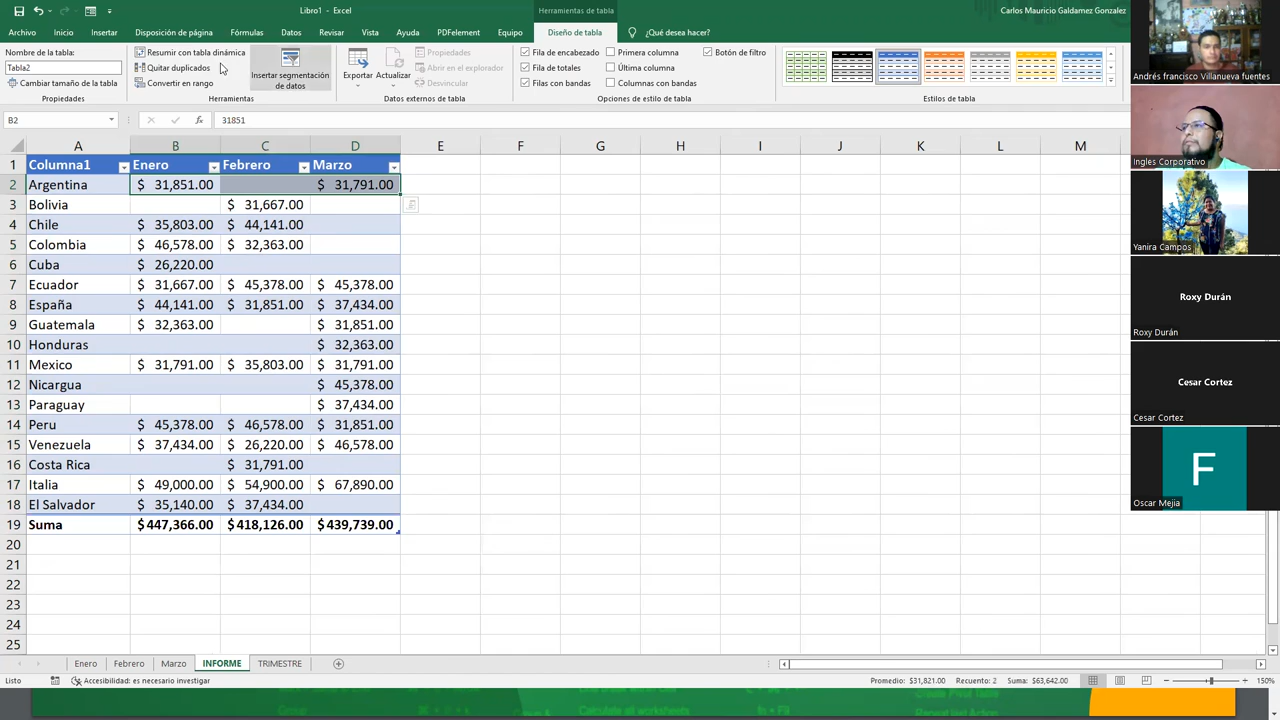 Libro1 - Excel
Herramientas de tabla
Carlos Mauricio Galdamez Gonzalez
Archivo Inicio Insertar Disposición de página Fórmulas Datos Revisar Vista Ayuda PDFelement Equipo Diseño de tabla ¿Qué desea hacer?
Nombre de la tabla:
Tabla2
Cambiar tamaño de la tabla
Propiedades
Resumir con tabla dinámica
Quitar duplicados
Convertir en rango
Herramientas
Insertar segmentación
de datos
Exportar Actualizar
Propiedades
Abrir en el explorador
Desvincular
Datos externos de tabla
Fila de encabezado Primera columna Botón de filtro
Fila de totales Última columna
Filas con bandas Columnas con bandas
Opciones de estilo de tabla
Estilos de tabla
B2 fx 31851
A B C D E F G H I J K L M
1 Columna1 Enero Febrero Marzo
2 Argentina $ 31,851.00 $ 31,791.00
3 Bolivia $ 31,667.00
4 Chile $ 35,803.00 $ 44,141.00
5 Colombia $ 46,578.00 $ 32,363.00
6 Cuba $ 26,220.00
7 Ecuador $ 31,667.00 $ 45,378.00 $ 45,378.00
8 España $ 44,141.00 $ 31,851.00 $ 37,434.00
9 Guatemala $ 32,363.00 $ 31,851.00
10 Honduras $ 32,363.00
11 Mexico $ 31,791.00 $ 35,803.00 $ 31,791.00
12 Nicargua $ 45,378.00
13 Paraguay $ 37,434.00
14 Peru $ 45,378.00 $ 46,578.00 $ 31,851.00
15 Venezuela $ 37,434.00 $ 26,220.00 $ 46,578.00
16 Costa Rica $ 31,791.00
17 Italia $ 49,000.00 $ 54,900.00 $ 67,890.00
18 El Salvador $ 35,140.00 $ 37,434.00
19 Suma $ 447,366.00 $ 418,126.00 $ 439,739.00
20
21
22
23
24
25
Enero Febrero Marzo INFORME TRIMESTRE
Listo Accesibilidad: es necesario investigar Promedio: $31,821.00 Recuento: 2 Suma: $63,642.00 150%
Group Calculate all worksheets
Andrés francisco Villanueva fuentes
Ingles Corporativo
Yanira Campos
Roxy Durán
Roxy Durán
Cesar Cortez
Cesar Cortez
F
Oscar Mejia